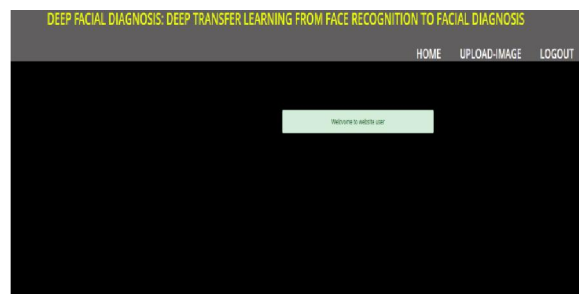 DEEP FACIAL DIAGNOSIS: DEEP TRANSFER LEARNING FROM FACE RECOGNITION TO FACIAL DIAGNOSIS
HOME UPLOAD-IMAGE LOGOUT
Welcome to website user